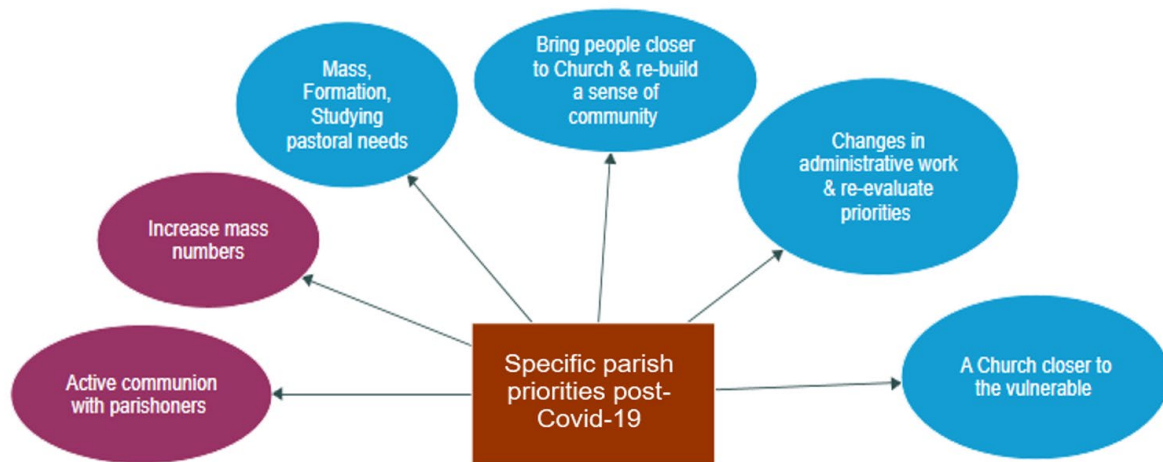 Mass,
Formation,
Studying
pastoral needs
Bring people closer
to Church & re-build
a sense of
community
Changes in
administrative work
& re-evaluate
priorities
Increase mass
numbers
Active communion
with parishoners
Specific parish
priorities post-
Covid-19
A Church closer to
the vulnerable